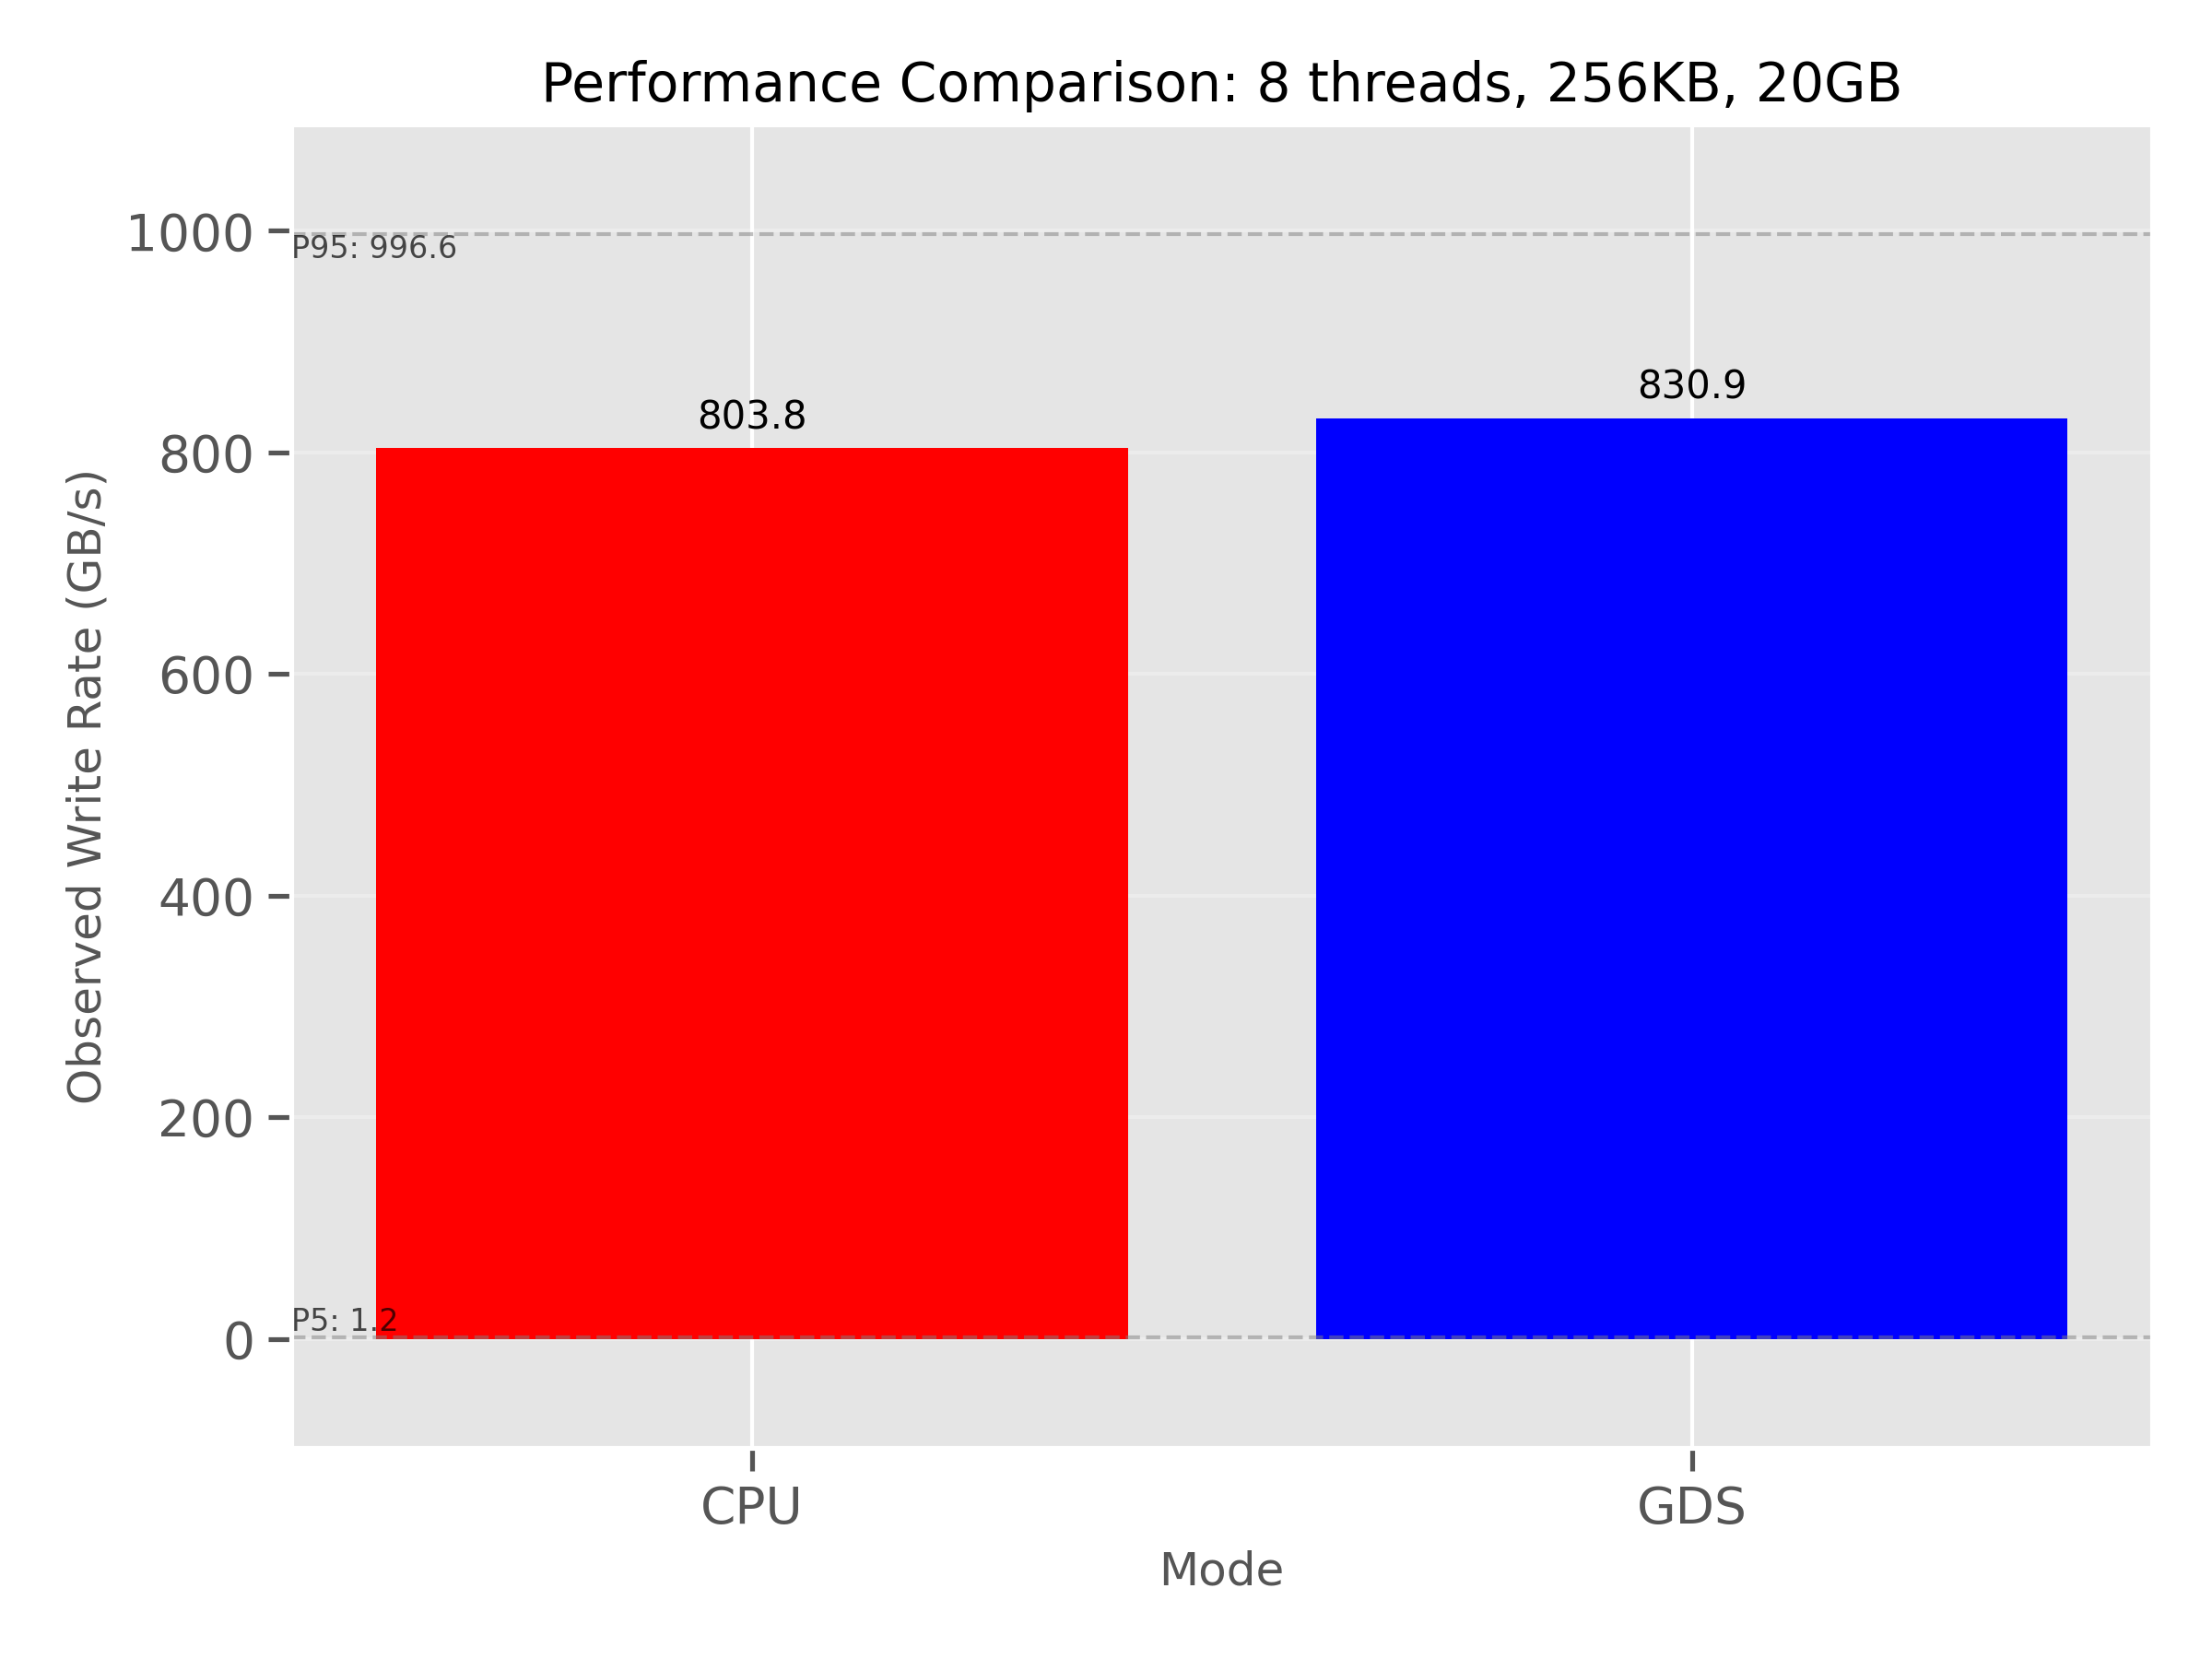 Performance Comparison: 8 threads, 256KB, 20GB
Observed Write Rate (GB/s)
1000
P95: 996.6
830.9
803.8
800
600
400
200
P5: 1.2
0
CPU
GDS
Mode